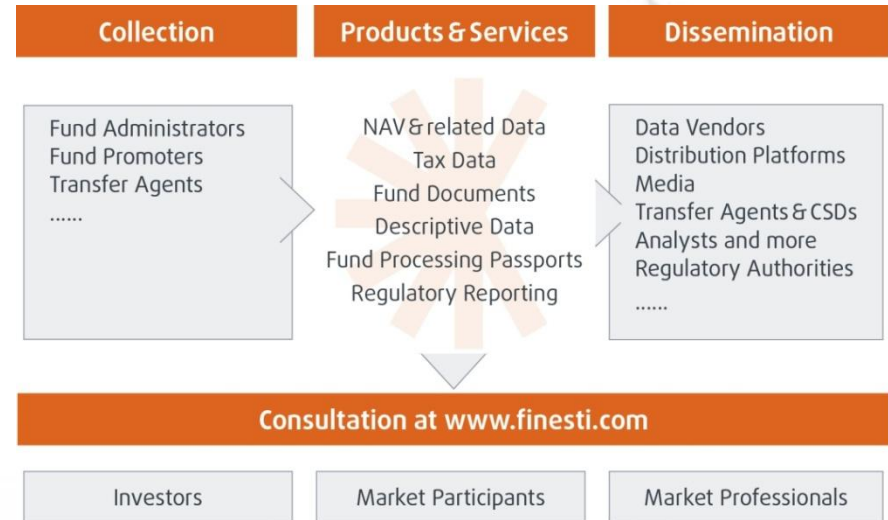 Collection
Fund Administrators
Fund Promoters
Transfer Agents
......
Products & Services
NAV & related Data
Tax Data
Fund Documents
Descriptive Data
Fund Processing Passports
Regulatory Reporting
Dissemination
Data Vendors
Distribution Platforms
Media
Transfer Agents & CSDs
Analysts and more
Regulatory Authorities
......
Consultation at www.finesti.com
Investors
Market Participants
Market Professionals